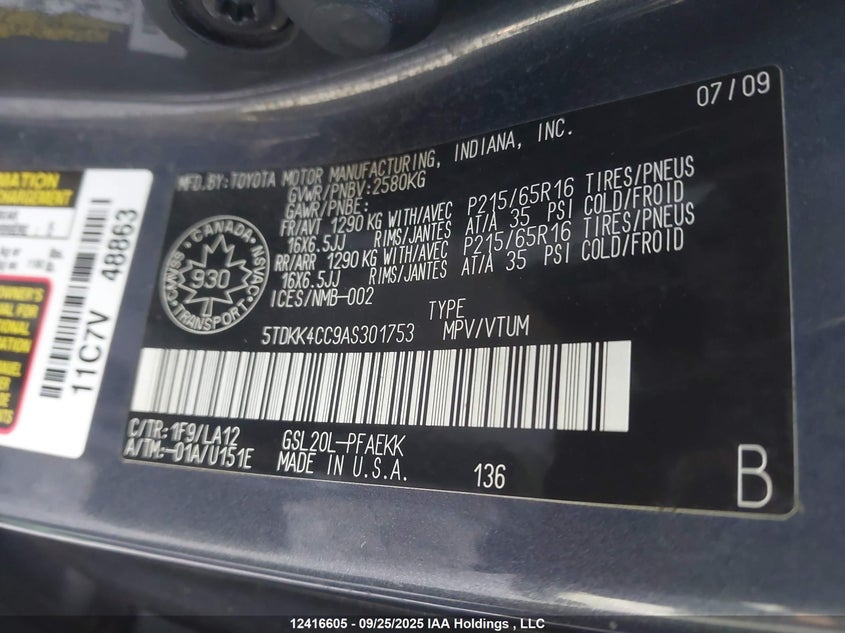 07/09
MFD.BY: TOYOTA MOTOR MANUFACTURING, INDIANA, INC.
GVWR/PNBV: 2580KG
GAWR/PNBE:
FR/AVT 1290 KG WITH/AVEC P215/65R16 TIRES/PNEUS
16X6.5JJ RIMS/JANTES AT/A 35 PSI COLD/FROID
RR/ARR 1290 KG WITH/AVEC P215/65R16 TIRES/PNEUS
16X6.5JJ RIMS/JANTES AT/A 35 PSI COLD/FROID
ICES/NMB-002
CANADA
NSVAC
930
NSVMC
TRANSPORT
TYPE
5TDKK4CC9AS301753 MPV/VTUM
C/TR: 1F9/LA12 GSL20L-PFAEKK
A/TM: -01A/U151E MADE IN U.S.A.
136
B
11C7V 48863
12416605 - 09/25/2025 IAA Holdings , LLC